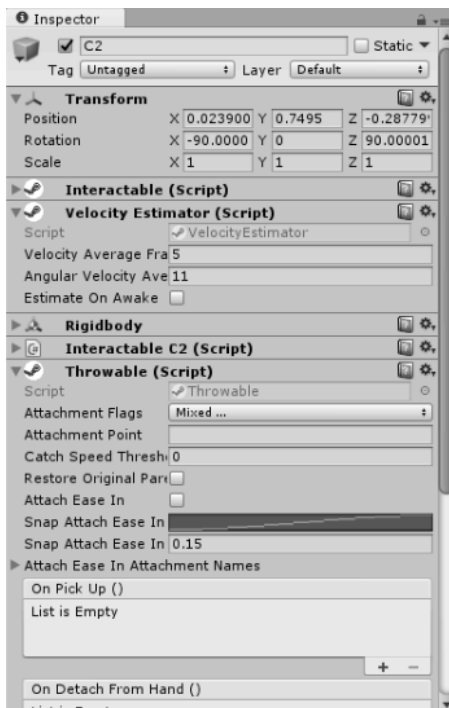 Inspector
C2 Static
Tag Untagged Layer Default
Transform
Position X 0.023900 Y 0.7495 Z -0.28779
Rotation X -90.0000 Y 0 Z 90.00001
Scale X 1 Y 1 Z 1
Interactable (Script)
Velocity Estimator (Script)
Script VelocityEstimator
Velocity Average Fra 5
Angular Velocity Ave 11
Estimate On Awake
Rigidbody
Interactable C2 (Script)
Throwable (Script)
Script Throwable
Attachment Flags Mixed ...
Attachment Point
Catch Speed Thresh 0
Restore Original Par
Attach Ease In
Snap Attach Ease In
Snap Attach Ease In 0.15
Attach Ease In Attachment Names
On Pick Up ()
List is Empty
+ −
On Detach From Hand ()